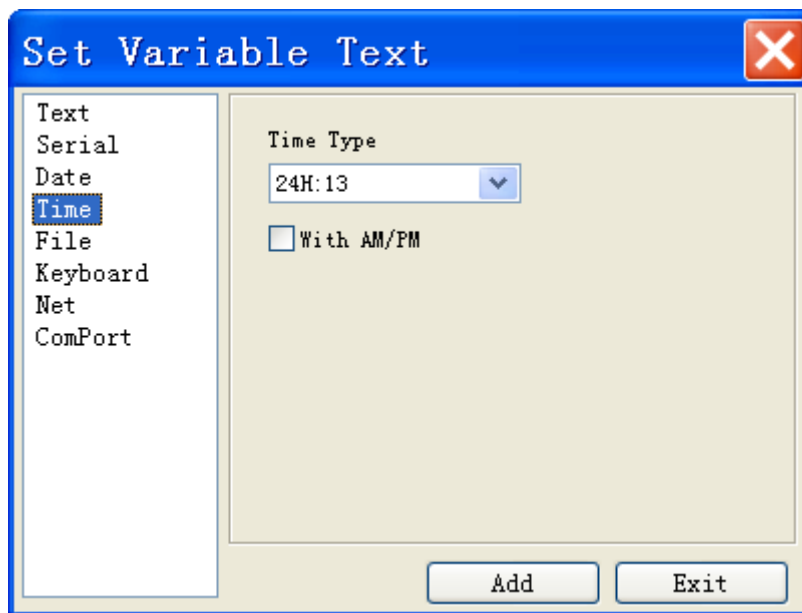 Set Variable Text
Text
Serial
Date
Time
File
Keyboard
Net
ComPort
Time Type
24H:13
With AM/PM
Add
Exit